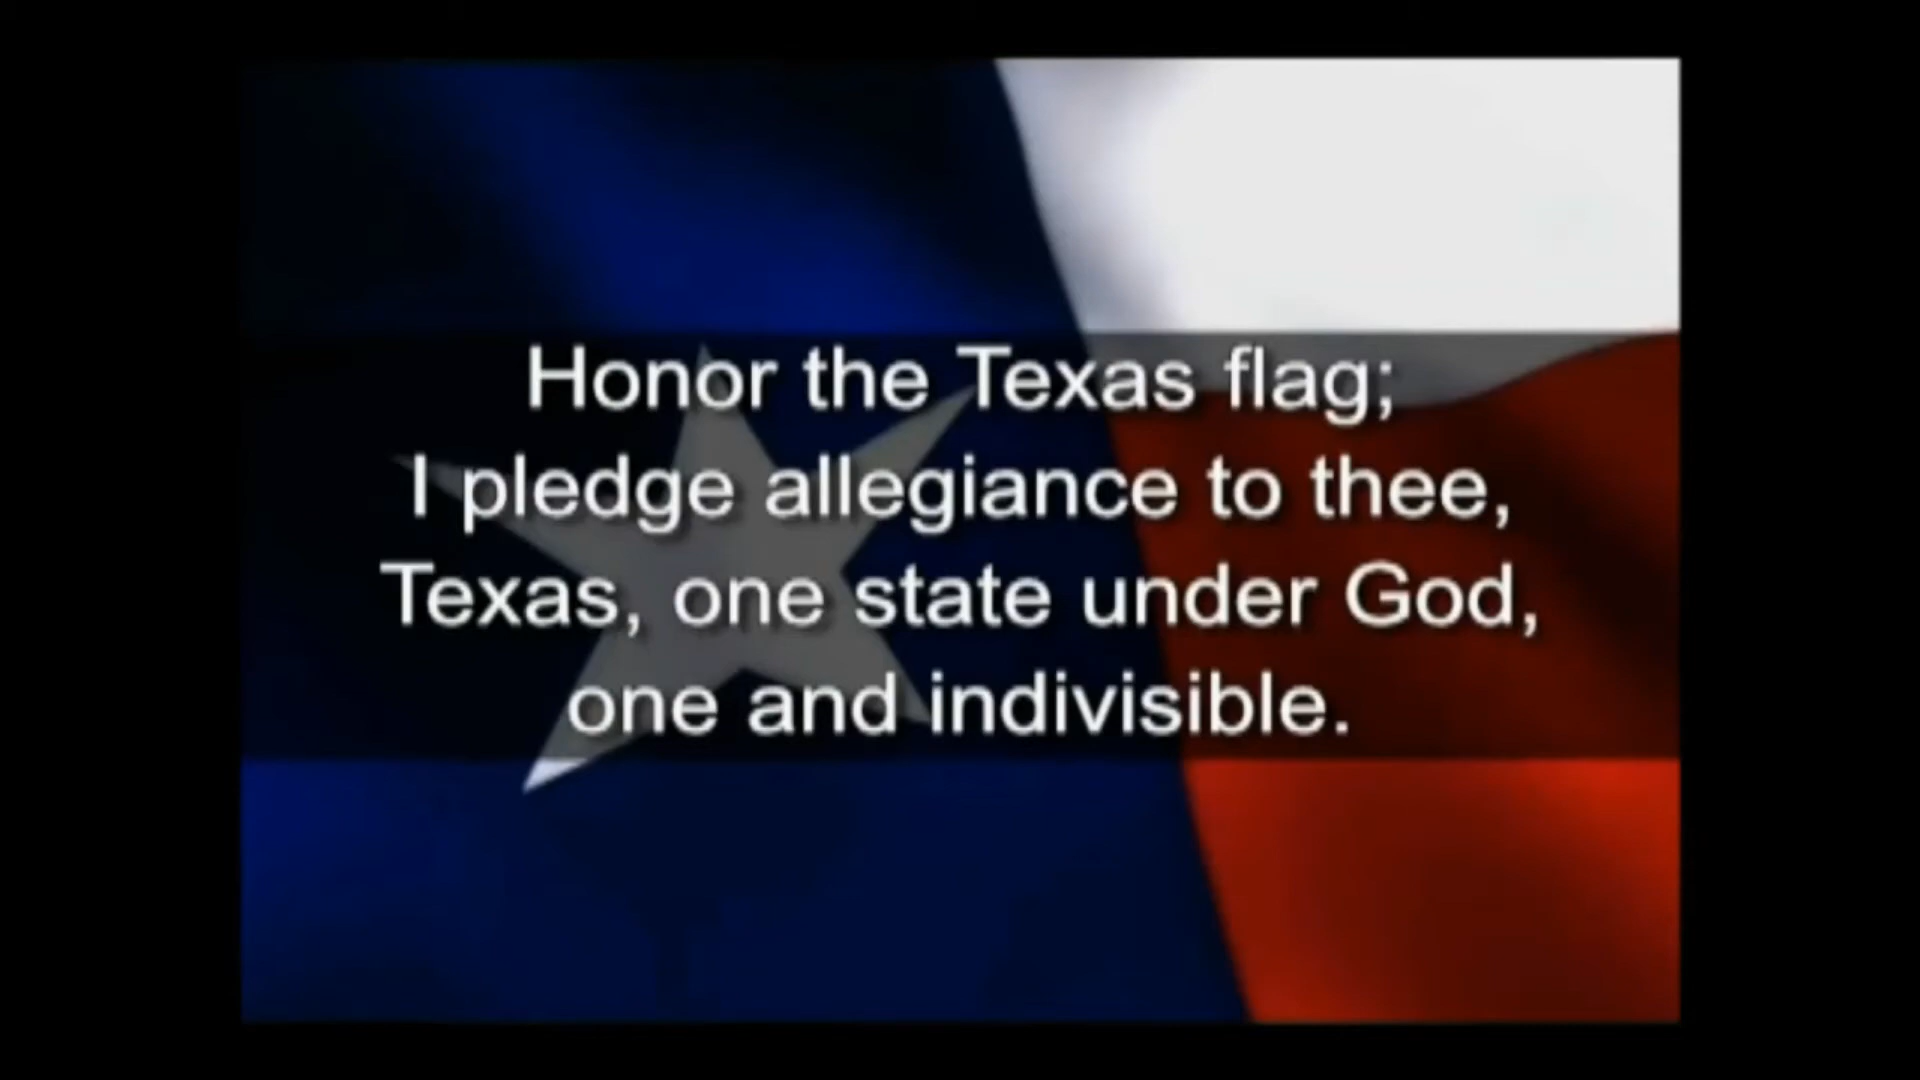 Honor the Texas flag;
I pledge allegiance to thee,
Texas, one state under God,
one and indivisible.